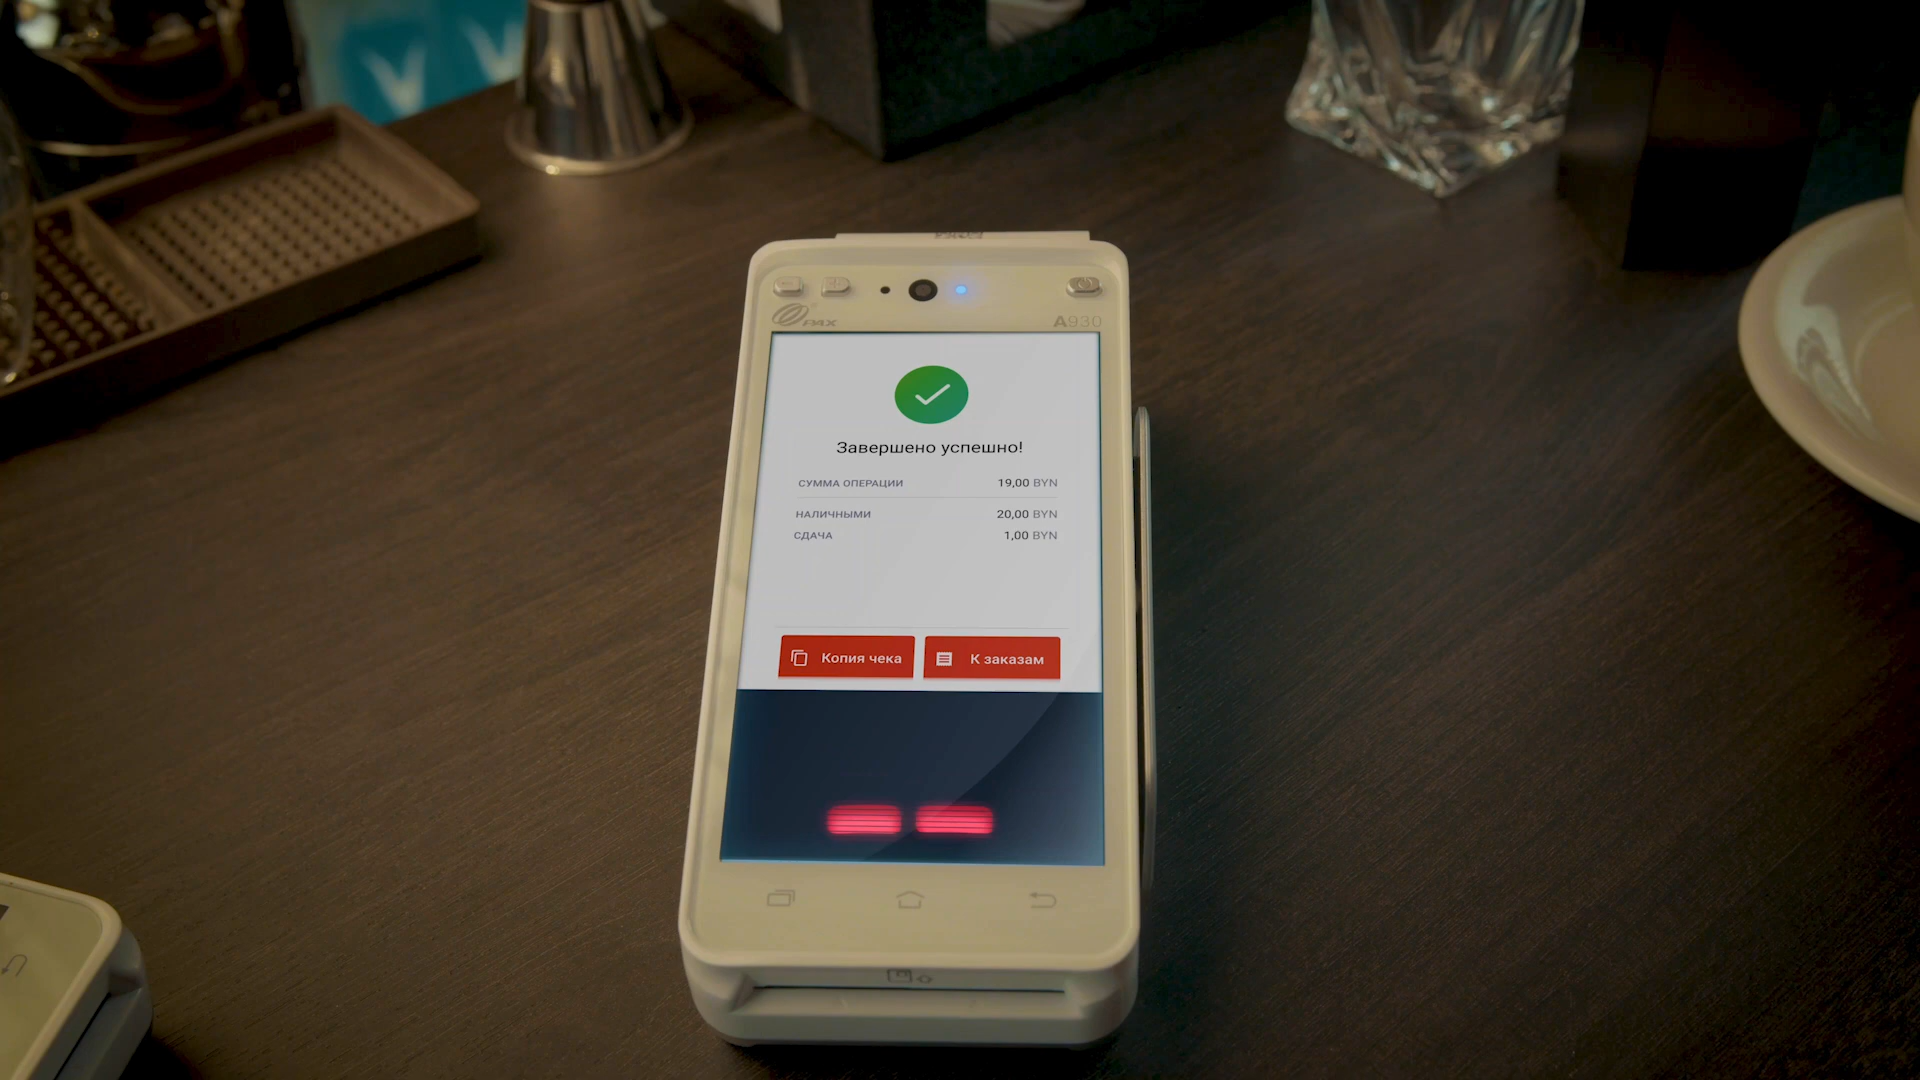 PAX
A930
Завершено успешно!
СУММА ОПЕРАЦИИ 19,00 BYN
НАЛИЧНЫМИ 20,00 BYN
СДАЧА 1,00 BYN
Копия чека
К заказам